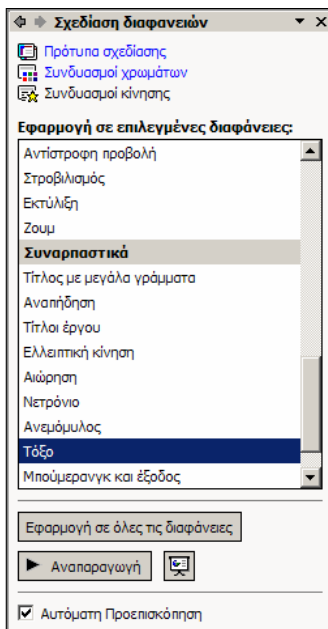 Σχεδίαση διαφανειών
Πρότυπα σχεδίασης
Συνδυασμοί χρωμάτων
Συνδυασμοί κίνησης
Εφαρμογή σε επιλεγμένες διαφάνειες:
Αντίστροφη προβολή
Στροβιλισμός
Εκτύλιξη
Ζουμ
Συναρπαστικά
Τίτλος με μεγάλα γράμματα
Αναπήδηση
Τίτλοι έργου
Ελλειπτική κίνηση
Αιώρηση
Νετρόνιο
Ανεμόμυλος
Τόξο
Μπούμερανγκ και έξοδος
Εφαρμογή σε όλες τις διαφάνειες
Αναπαραγωγή
Αυτόματη Προεπισκόπηση